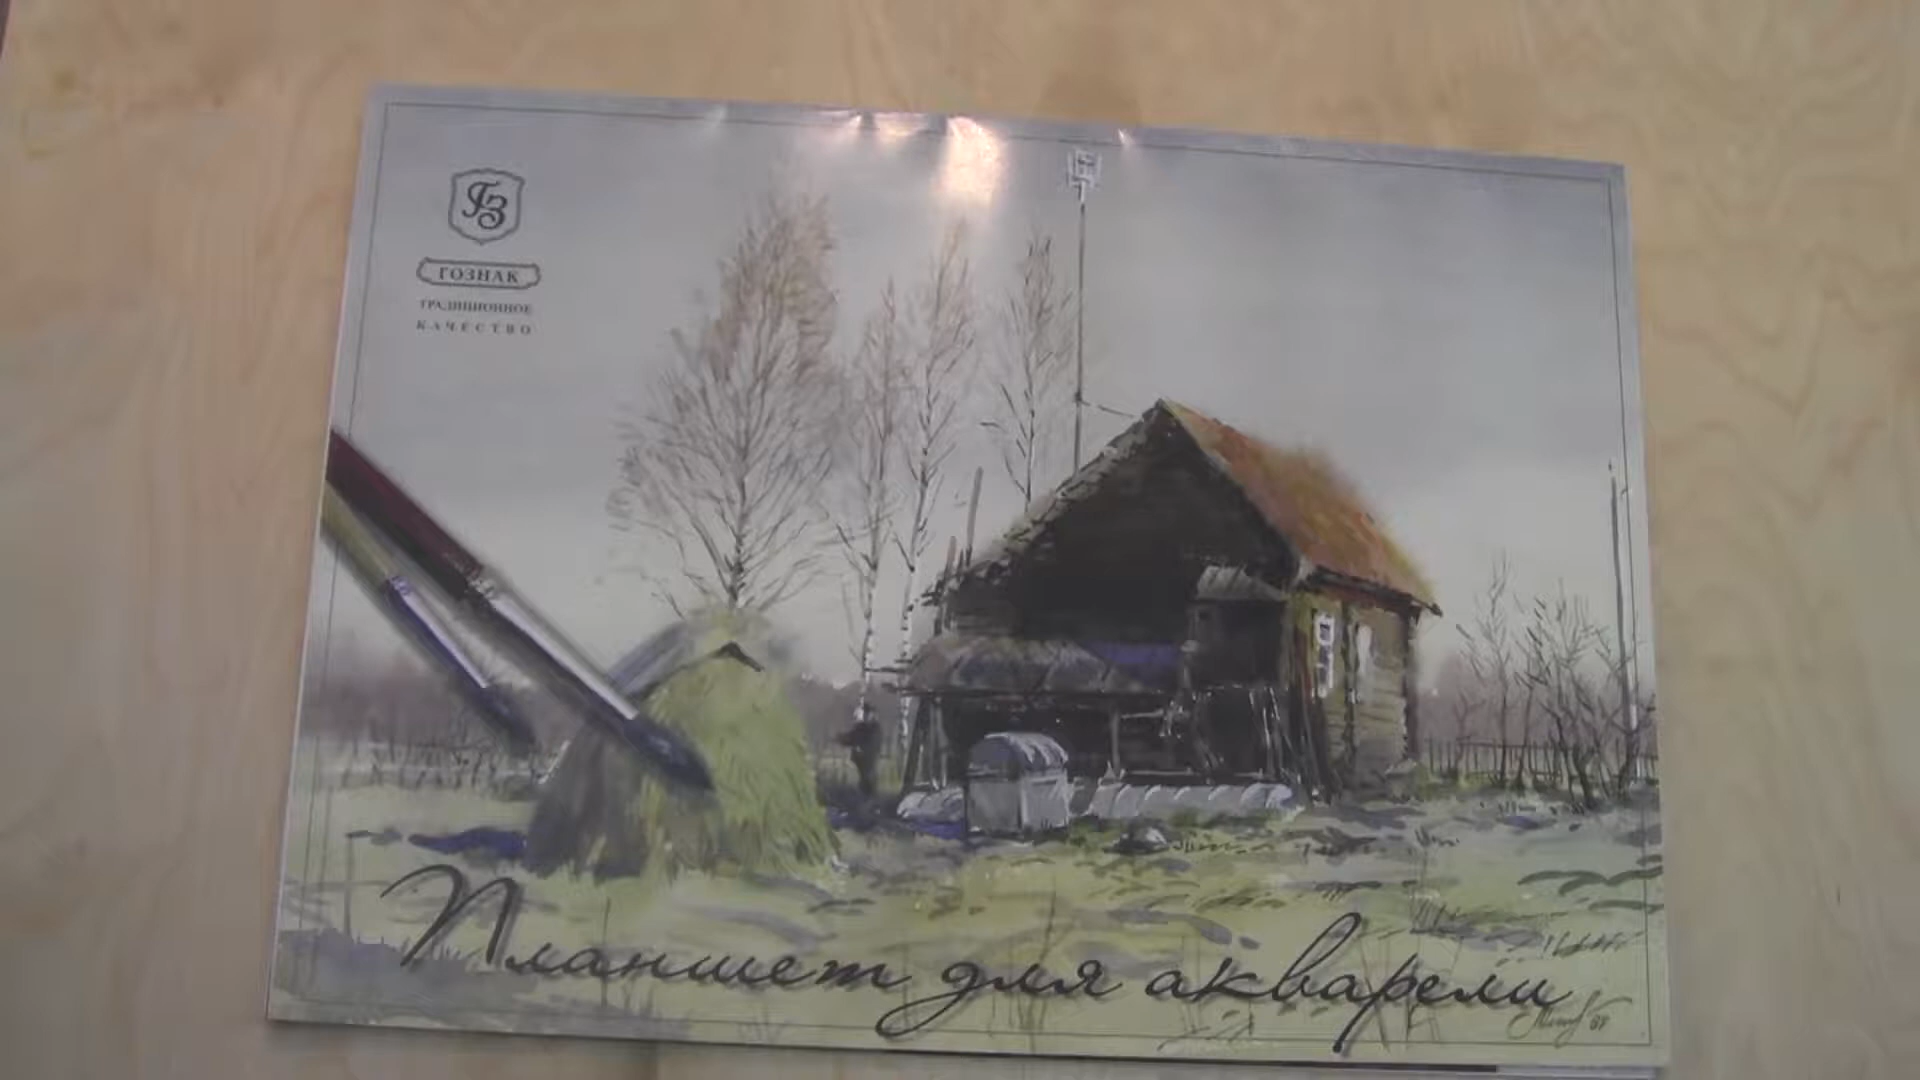 ГЗ
ГОЗНАК
ТРАДИЦИОННОЕ
КАЧЕСТВО
Планшет для акварели